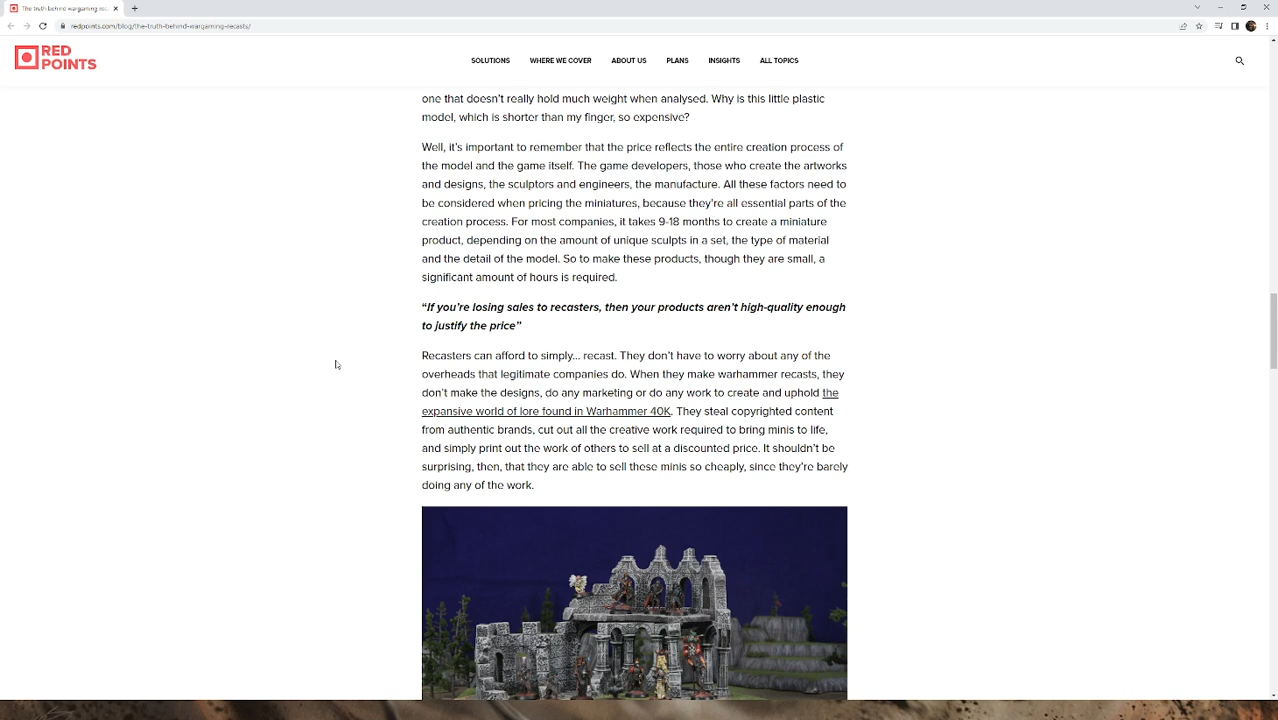 The truth behind wargaming rec
redpoints.com/blog/the-truth-behind-wargaming-recasts/
RED
POINTS
SOLUTIONS
WHERE WE COVER
ABOUT US
PLANS
INSIGHTS
ALL TOPICS
one that doesn’t really hold much weight when analysed. Why is this little plastic
model, which is shorter than my finger, so expensive?
Well, it’s important to remember that the price reflects the entire creation process of
the model and the game itself. The game developers, those who create the artworks
and designs, the sculptors and engineers, the manufacture. All these factors need to
be considered when pricing the miniatures, because they’re all essential parts of the
creation process. For most companies, it takes 9-18 months to create a miniature
product, depending on the amount of unique sculpts in a set, the type of material
and the detail of the model. So to make these products, though they are small, a
significant amount of hours is required.
“If you’re losing sales to recasters, then your products aren’t high-quality enough
to justify the price”
Recasters can afford to simply… recast. They don’t have to worry about any of the
overheads that legitimate companies do. When they make warhammer recasts, they
don’t make the designs, do any marketing or do any work to create and uphold the
expansive world of lore found in Warhammer 40K. They steal copyrighted content
from authentic brands, cut out all the creative work required to bring minis to life,
and simply print out the work of others to sell at a discounted price. It shouldn’t be
surprising, then, that they are able to sell these minis so cheaply, since they’re barely
doing any of the work.